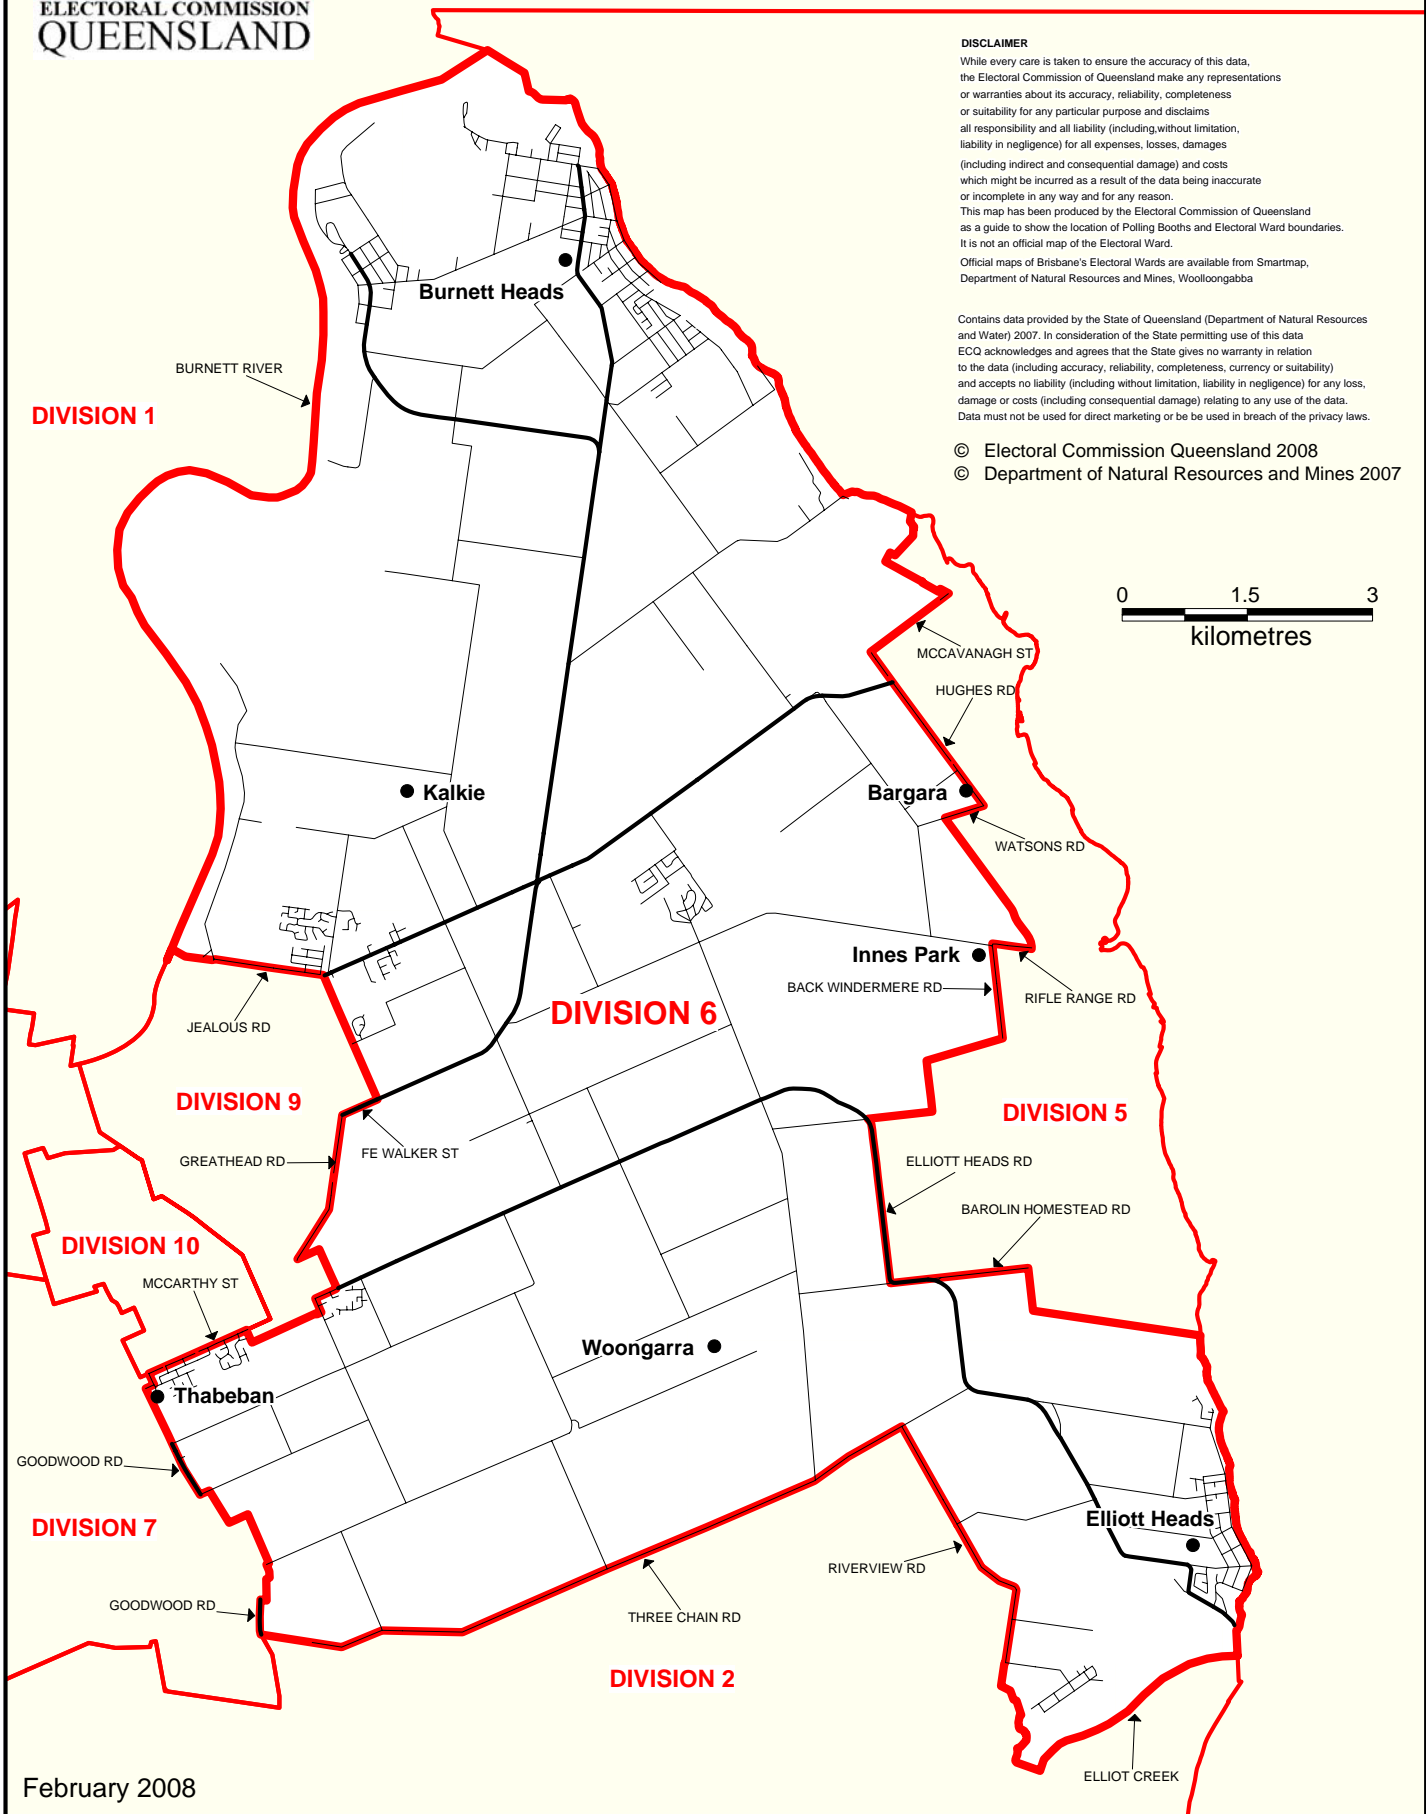 ELECTORAL COMMISSION
QUEENSLAND
DISCLAIMER
While every care is taken to ensure the accuracy of this data,
the Electoral Commission of Queensland make any representations
or warranties about its accuracy, reliability, completeness
or suitability for any particular purpose and disclaims
all responsibility and all liability (including,without limitation,
liability in negligence) for all expenses, losses, damages
(including indirect and consequential damage) and costs
which might be incurred as a result of the data being inaccurate
or incomplete in any way and for any reason.
This map has been produced by the Electoral Commission of Queensland
as a guide to show the location of Polling Booths and Electoral Ward boundaries.
It is not an official map of the Electoral Ward.
Official maps of Brisbane's Electoral Wards are available from Smartmap,
Department of Natural Resources and Mines, Woolloongabba
Contains data provided by the State of Queensland (Department of Natural Resources
and Water) 2007. In consideration of the State permitting use of this data
ECQ acknowledges and agrees that the State gives no warranty in relation
to the data (including accuracy, reliability, completeness, currency or suitability)
and accepts no liability (including without limitation, liability in negligence) for any loss,
damage or costs (including consequential damage) relating to any use of the data.
Data must not be used for direct marketing or be be used in breach of the privacy laws.
© Electoral Commission Queensland 2008
© Department of Natural Resources and Mines 2007
0 1.5 3
kilometres
Burnett Heads
BURNETT RIVER
DIVISION 1
MCCAVANAGH ST
HUGHES RD
Kalkie
Bargara
WATSONS RD
Innes Park
BACK WINDERMERE RD
RIFLE RANGE RD
DIVISION 6
JEALOUS RD
DIVISION 9
DIVISION 5
FE WALKER ST
GREATHEAD RD
ELLIOTT HEADS RD
BAROLIN HOMESTEAD RD
DIVISION 10
MCCARTHY ST
Woongarra
Thabeban
GOODWOOD RD
DIVISION 7
Elliott Heads
RIVERVIEW RD
GOODWOOD RD
THREE CHAIN RD
DIVISION 2
ELLIOT CREEK
February 2008